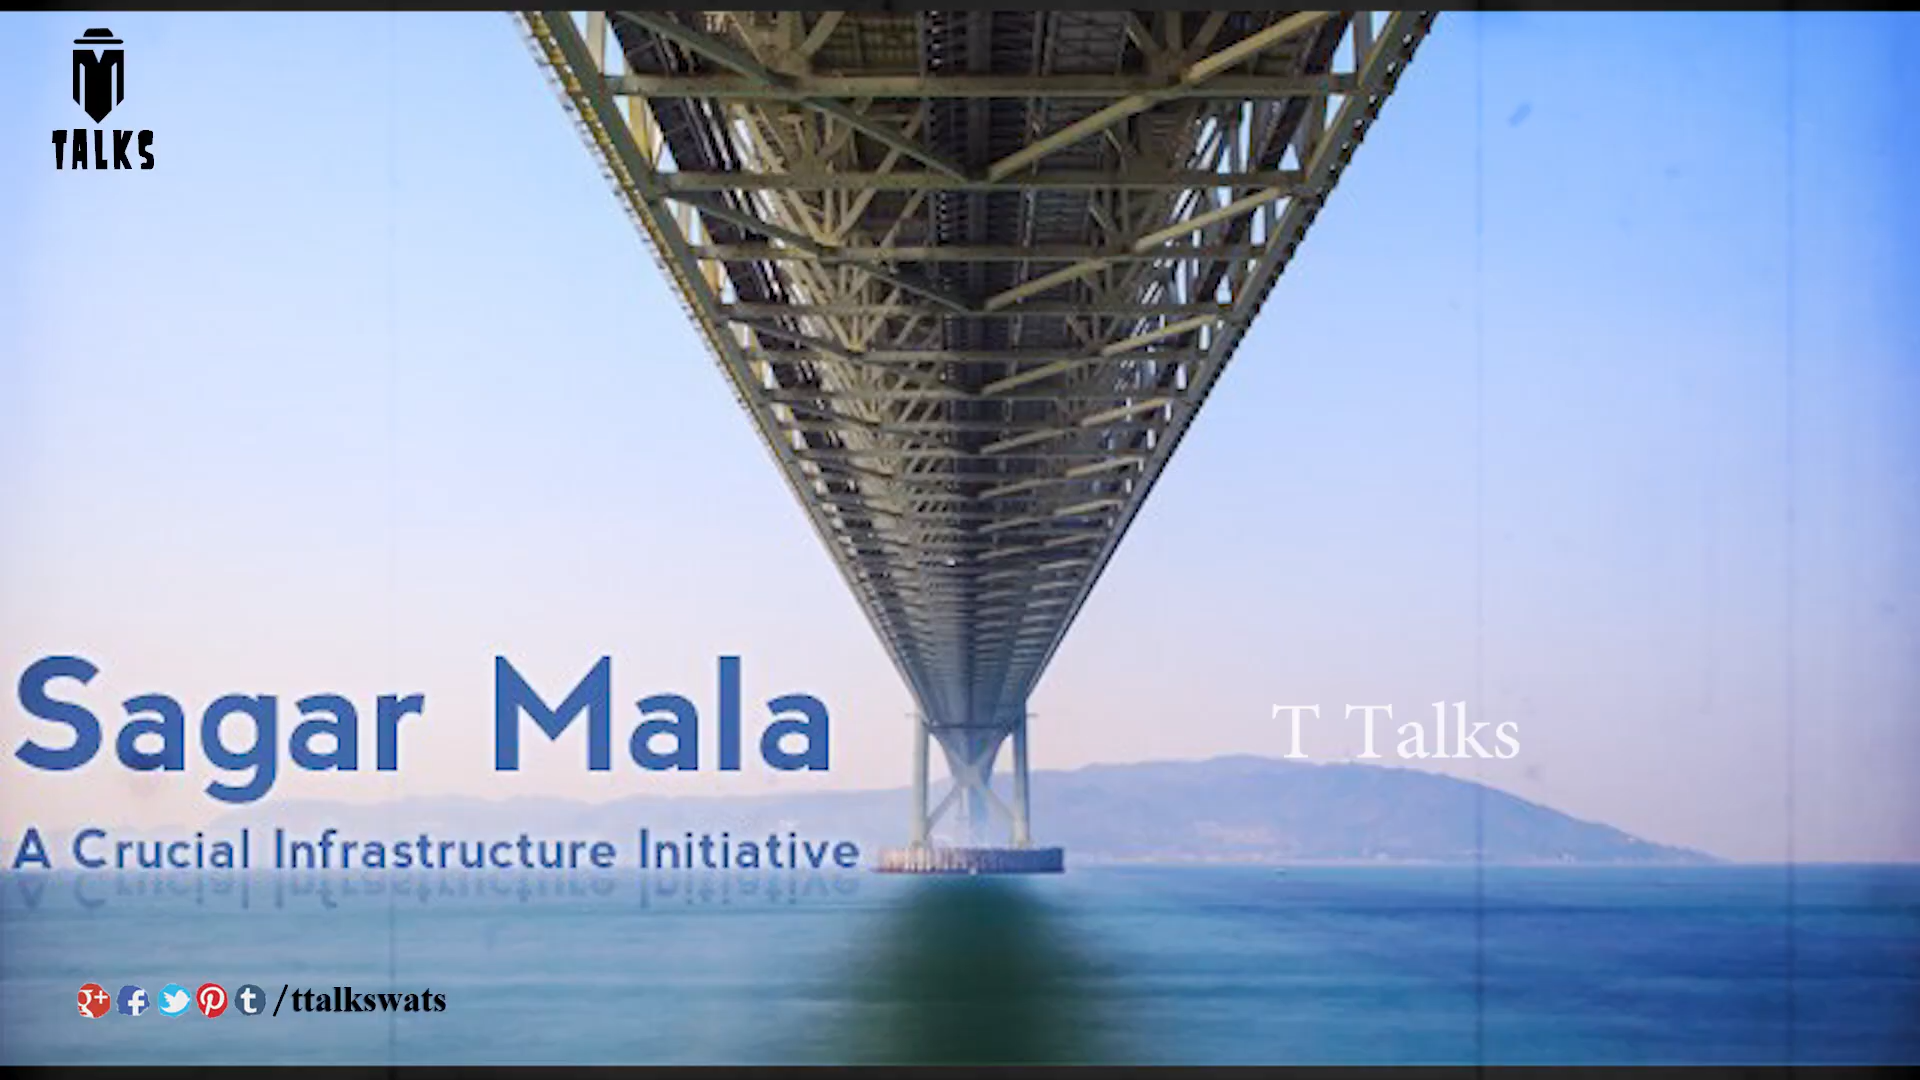 TALKS
Sagar Mala
T Talks
A Crucial Infrastructure Initiative
/ttalkswats